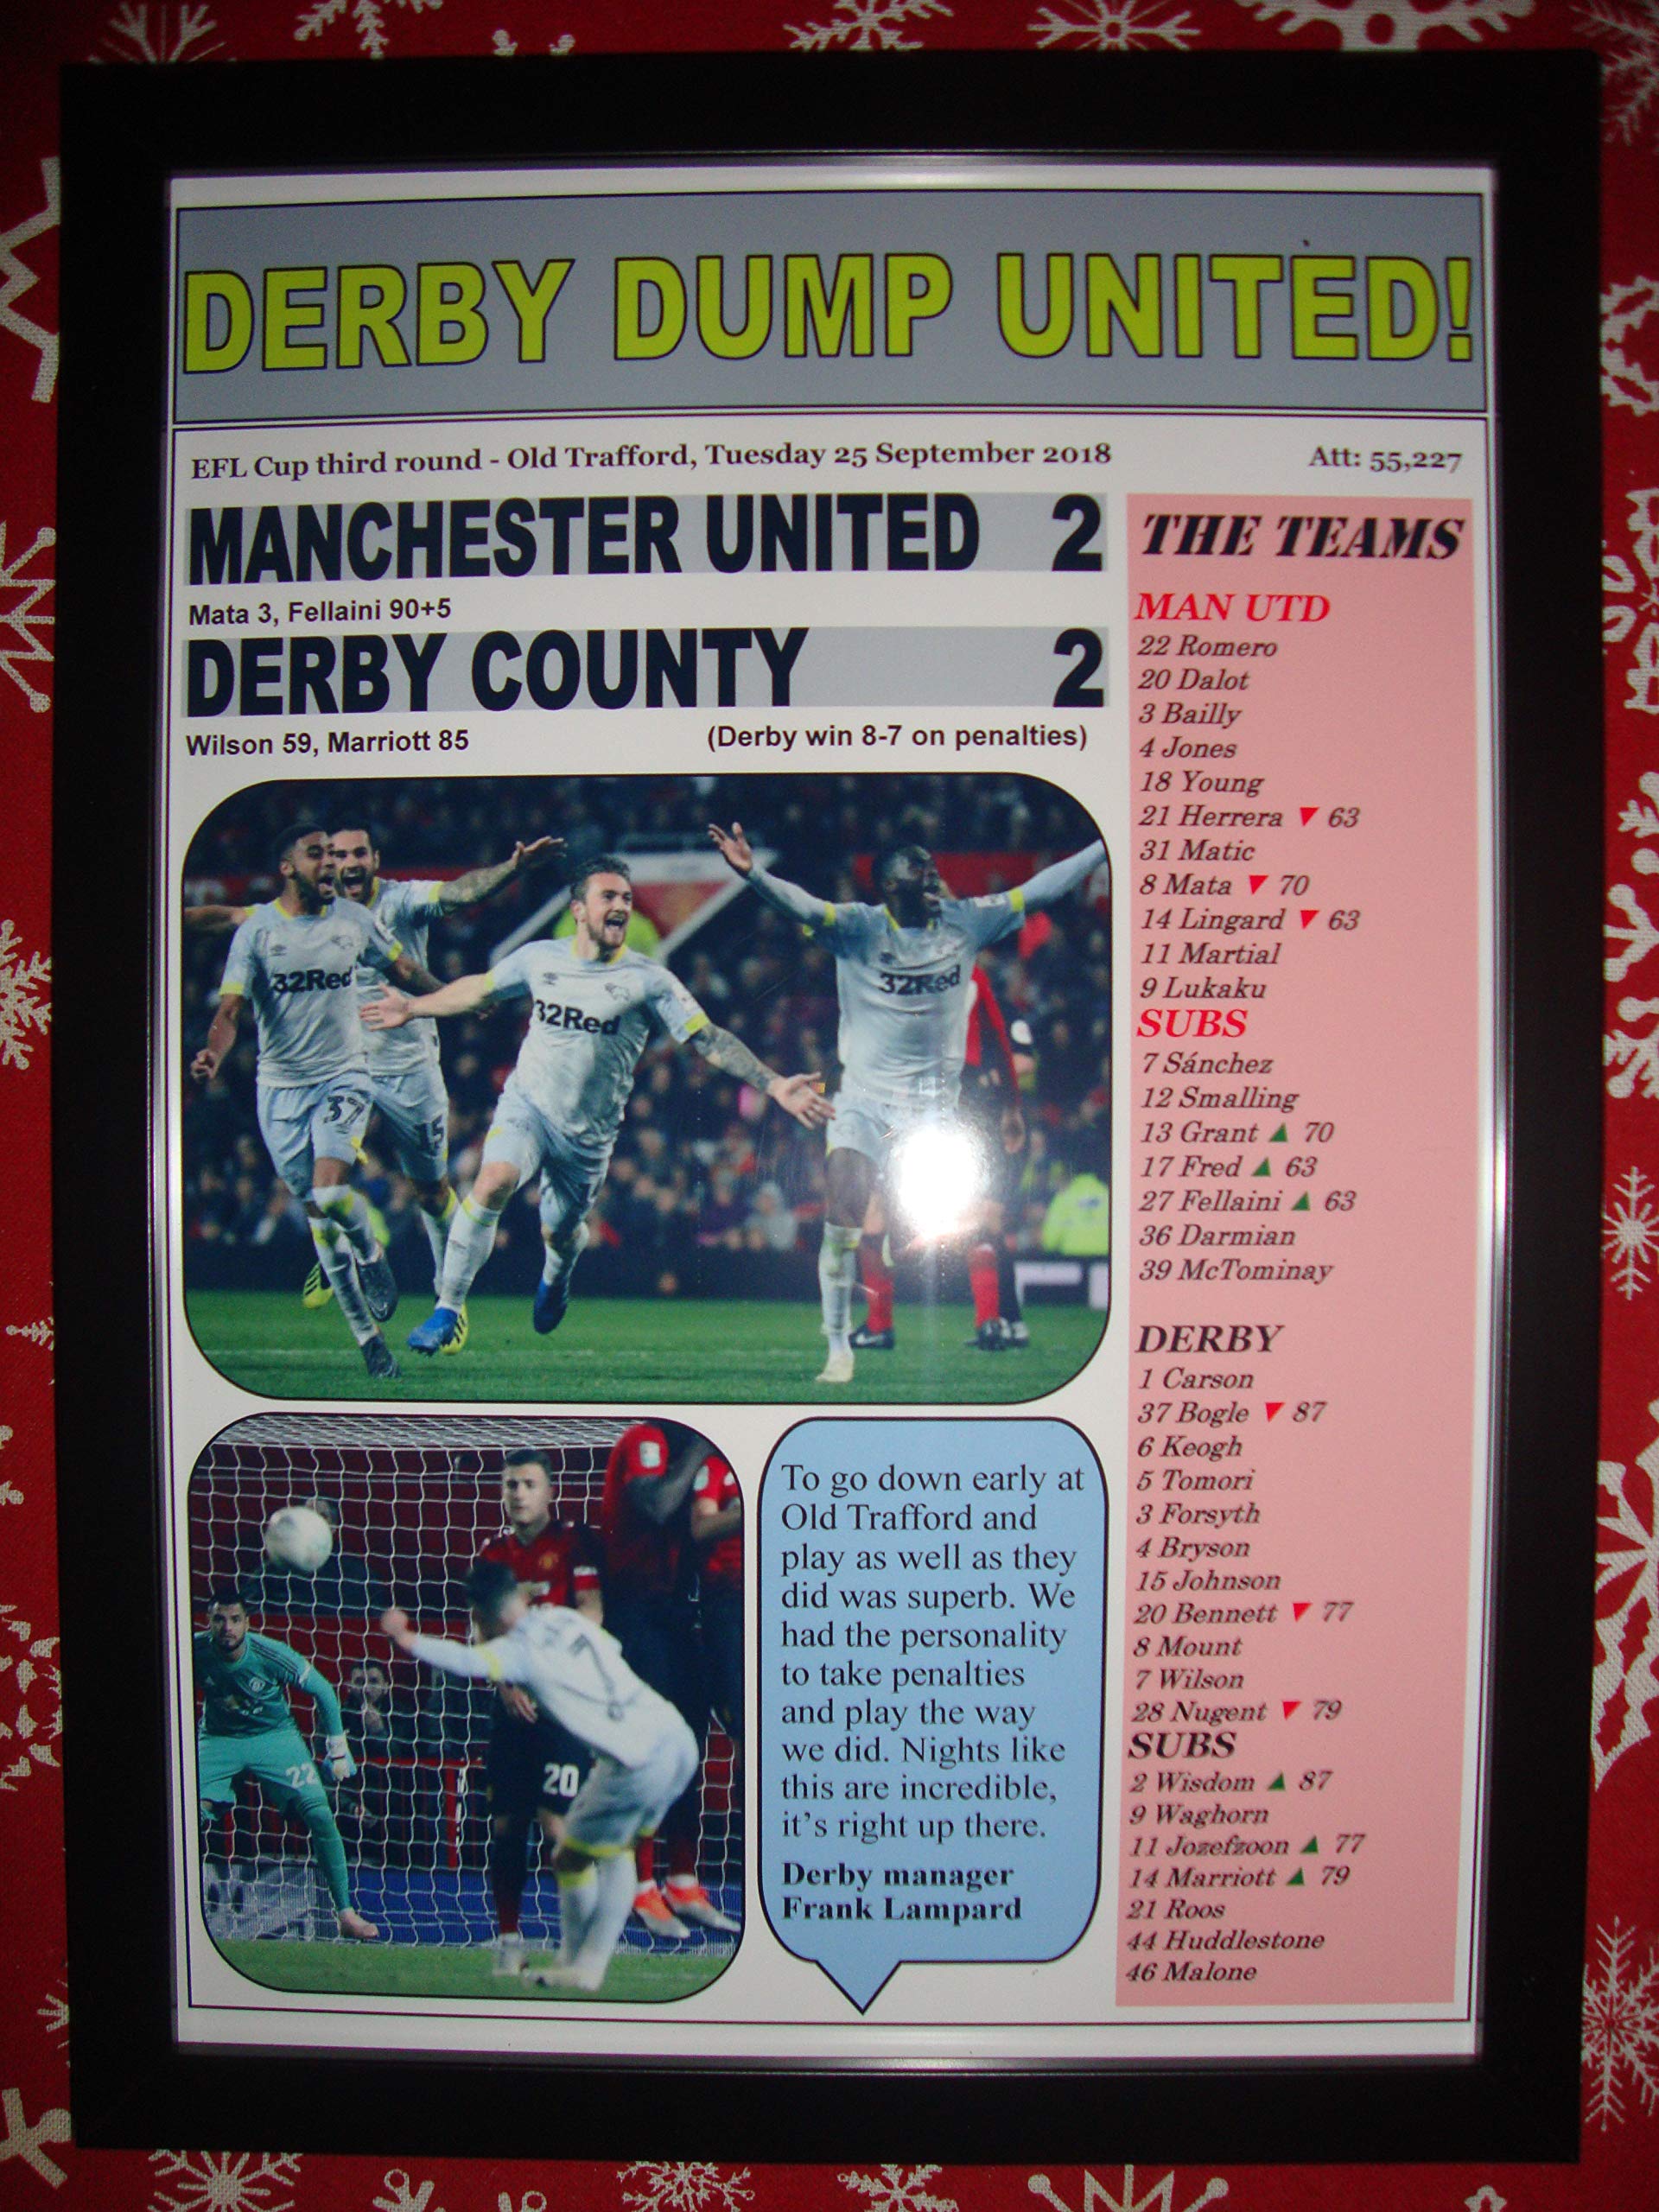 DERBY DUMP UNITED!
EFL Cup third round - Old Trafford, Tuesday 25 September 2018 Att: 55,227
MANCHESTER UNITED 2
Mata 3, Fellaini 90+5
DERBY COUNTY 2
Wilson 59, Marriott 85 (Derby win 8-7 on penalties)
32Red
32Red
32Red
37
15
22
20
7
To go down early at
Old Trafford and
play as well as they
did was superb. We
had the personality
to take penalties
and play the way
we did. Nights like
this are incredible,
it's right up there.
Derby manager
Frank Lampard
THE TEAMS
MAN UTD
22 Romero
20 Dalot
3 Bailly
4 Jones
18 Young
21 Herrera ▼ 63
31 Matic
8 Mata ▼ 70
14 Lingard ▼ 63
11 Martial
9 Lukaku
SUBS
7 Sánchez
12 Smalling
13 Grant ▲ 70
17 Fred ▲ 63
27 Fellaini ▲ 63
36 Darmian
39 McTominay
DERBY
1 Carson
37 Bogle ▼ 87
6 Keogh
5 Tomori
3 Forsyth
4 Bryson
15 Johnson
20 Bennett ▼ 77
8 Mount
7 Wilson
28 Nugent ▼ 79
SUBS
2 Wisdom ▲ 87
9 Waghorn
11 Jozefzoon ▲ 77
14 Marriott ▲ 79
21 Roos
44 Huddlestone
46 Malone